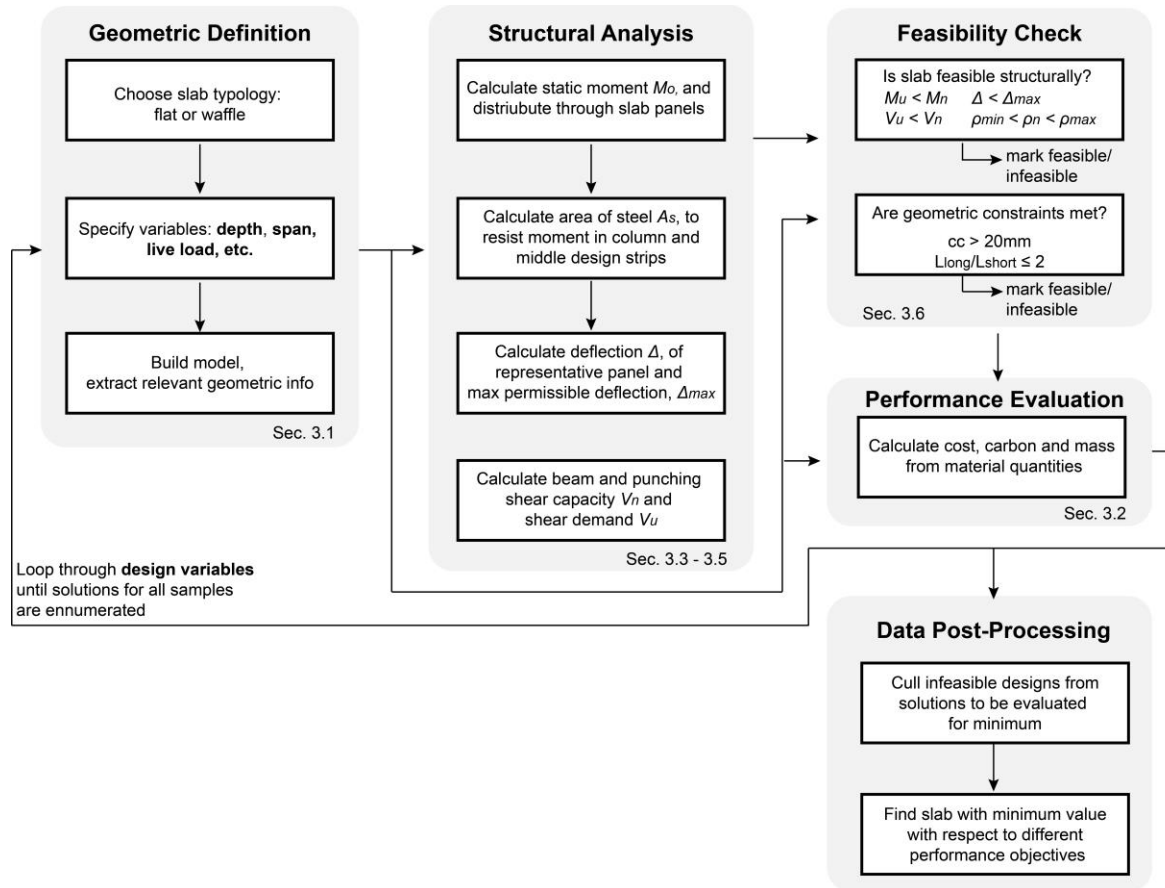 Geometric Definition
Choose slab typology:
flat or waffle
Specify variables: depth, span,
live load, etc.
Build model,
extract relevant geometric info
Sec. 3.1
Structural Analysis
Calculate static moment Mo, and
distriubute through slab panels
Calculate area of steel As, to
resist moment in column and
middle design strips
Calculate deflection Δ, of
representative panel and
max permissible deflection, Δmax
Calculate beam and punching
shear capacity Vn and
shear demand Vu
Sec. 3.3 - 3.5
Feasibility Check
Is slab feasible structurally?
Mu < Mn Δ < Δmax
Vu < Vn ρmin < ρn < ρmax
mark feasible/
infeasible
Are geometric constraints met?
cc > 20mm
Llong/Lshort ≤ 2
mark feasible/
infeasible
Sec. 3.6
Performance Evaluation
Calculate cost, carbon and mass
from material quantities
Sec. 3.2
Loop through design variables
until solutions for all samples
are ennumerated
Data Post-Processing
Cull infeasible designs from
solutions to be evaluated
for minimum
Find slab with minimum value
with respect to different
performance objectives